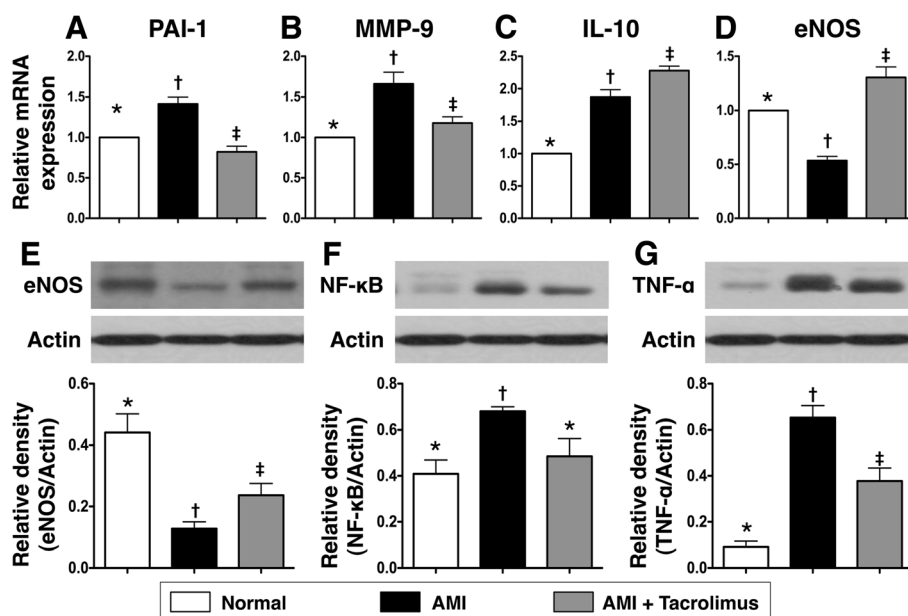 A PAI-1 B MMP-9 C IL-10 D eNOS
Relative mRNA
expression
2.0 1.5 1.0 0.5 0.0 * † ‡
2.0 1.5 1.0 0.5 0.0 * † ‡
2.5 2.0 1.5 1.0 0.5 0.0 * † ‡
1.5 1.0 0.5 0.0 * † ‡
E F G
eNOS NF-κB TNF-α
Actin Actin Actin
Relative density
(eNOS/Actin)
0.6 0.4 0.2 0.0 * † ‡
Relative density
(NF-κB/Actin)
0.8 0.6 0.4 0.2 0.0 * † *
Relative density
(TNF-α/Actin)
0.8 0.6 0.4 0.2 0.0 * † ‡
Normal AMI AMI + Tacrolimus